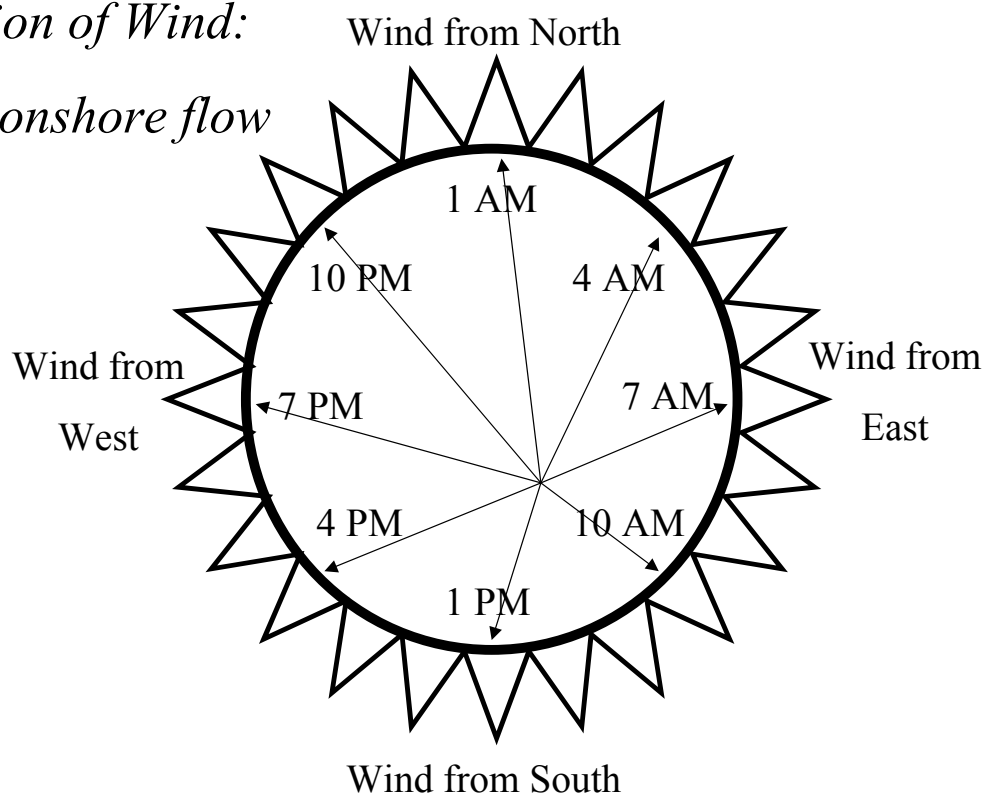 ion of Wind:
Wind from North
onshore flow
1 AM
10 PM
4 AM
Wind from
West
7 PM
7 AM
Wind from
East
4 PM
10 AM
1 PM
Wind from South